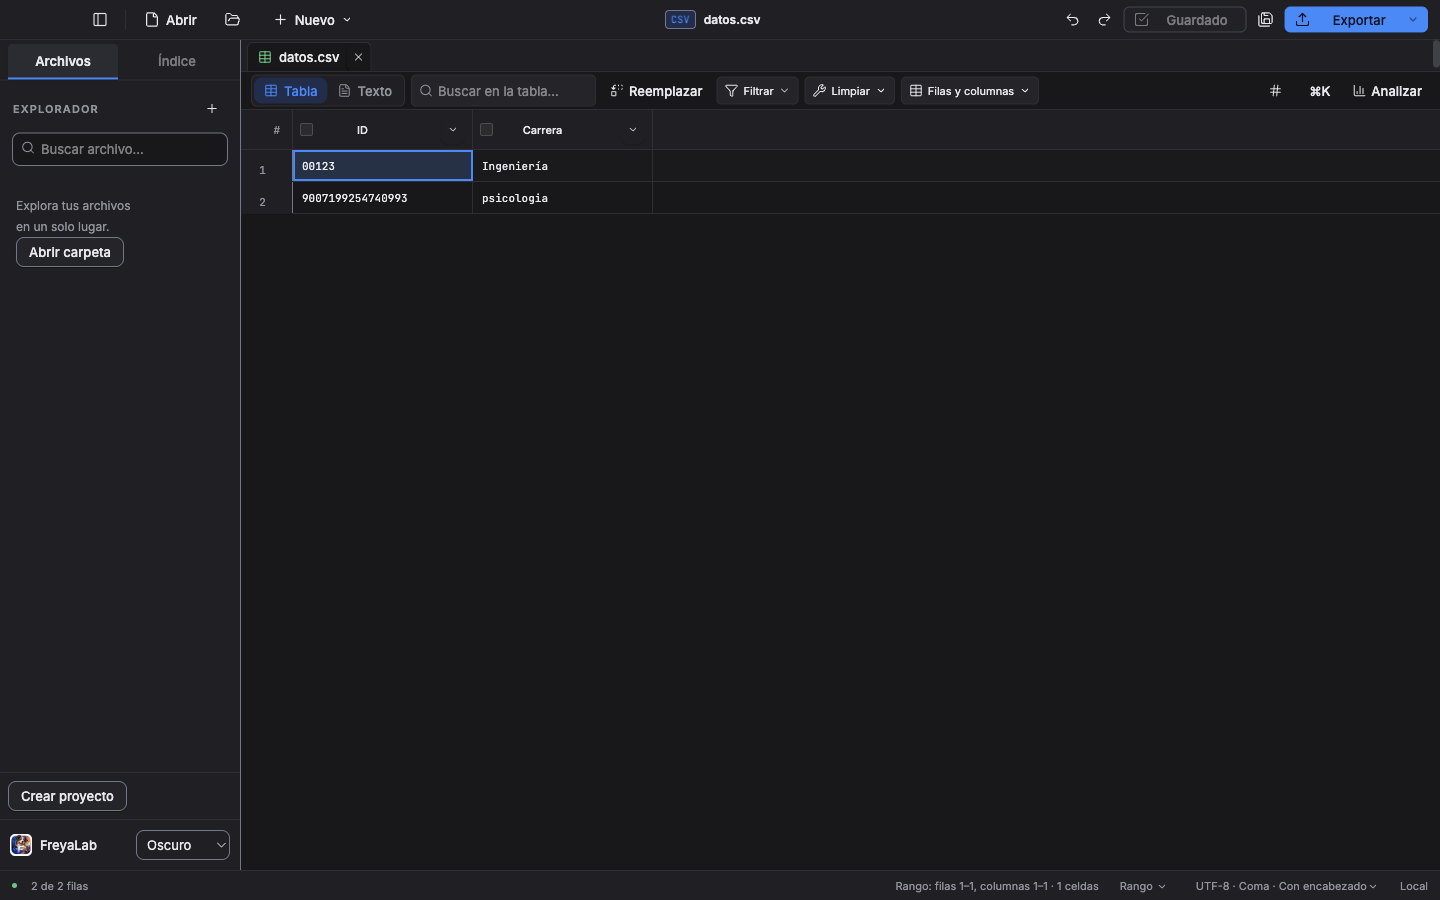 Abrir
Nuevo
CSV datos.csv
Guardado
Exportar
Archivos Índice
datos.csv
Tabla Texto Buscar en la tabla... Reemplazar Filtrar Limpiar Filas y columnas # ⌘K Analizar
EXPLORADOR
Buscar archivo...
Explora tus archivos
en un solo lugar.
Abrir carpeta
# ID Carrera
1 00123 Ingeniería
2 9007199254740993 psicologia
Crear proyecto
FreyaLab Oscuro
2 de 2 filas Rango: filas 1–1, columnas 1–1 · 1 celdas Rango UTF-8 · Coma · Con encabezado Local